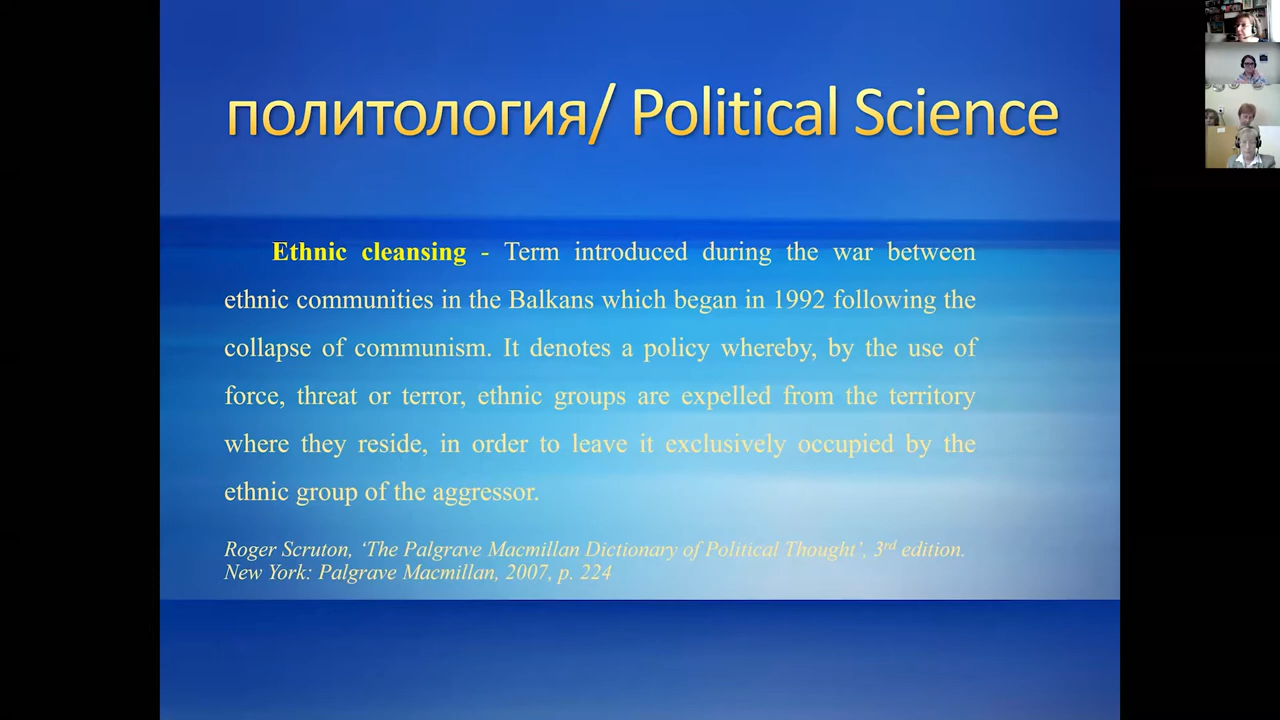 политология/ Political Science
Ethnic cleansing - Term introduced during the war between
ethnic communities in the Balkans which began in 1992 following the
collapse of communism. It denotes a policy whereby, by the use of
force, threat or terror, ethnic groups are expelled from the territory
where they reside, in order to leave it exclusively occupied by the
ethnic group of the aggressor.
Roger Scruton, ‘The Palgrave Macmillan Dictionary of Political Thought’, 3rd edition.
New York: Palgrave Macmillan, 2007, p. 224